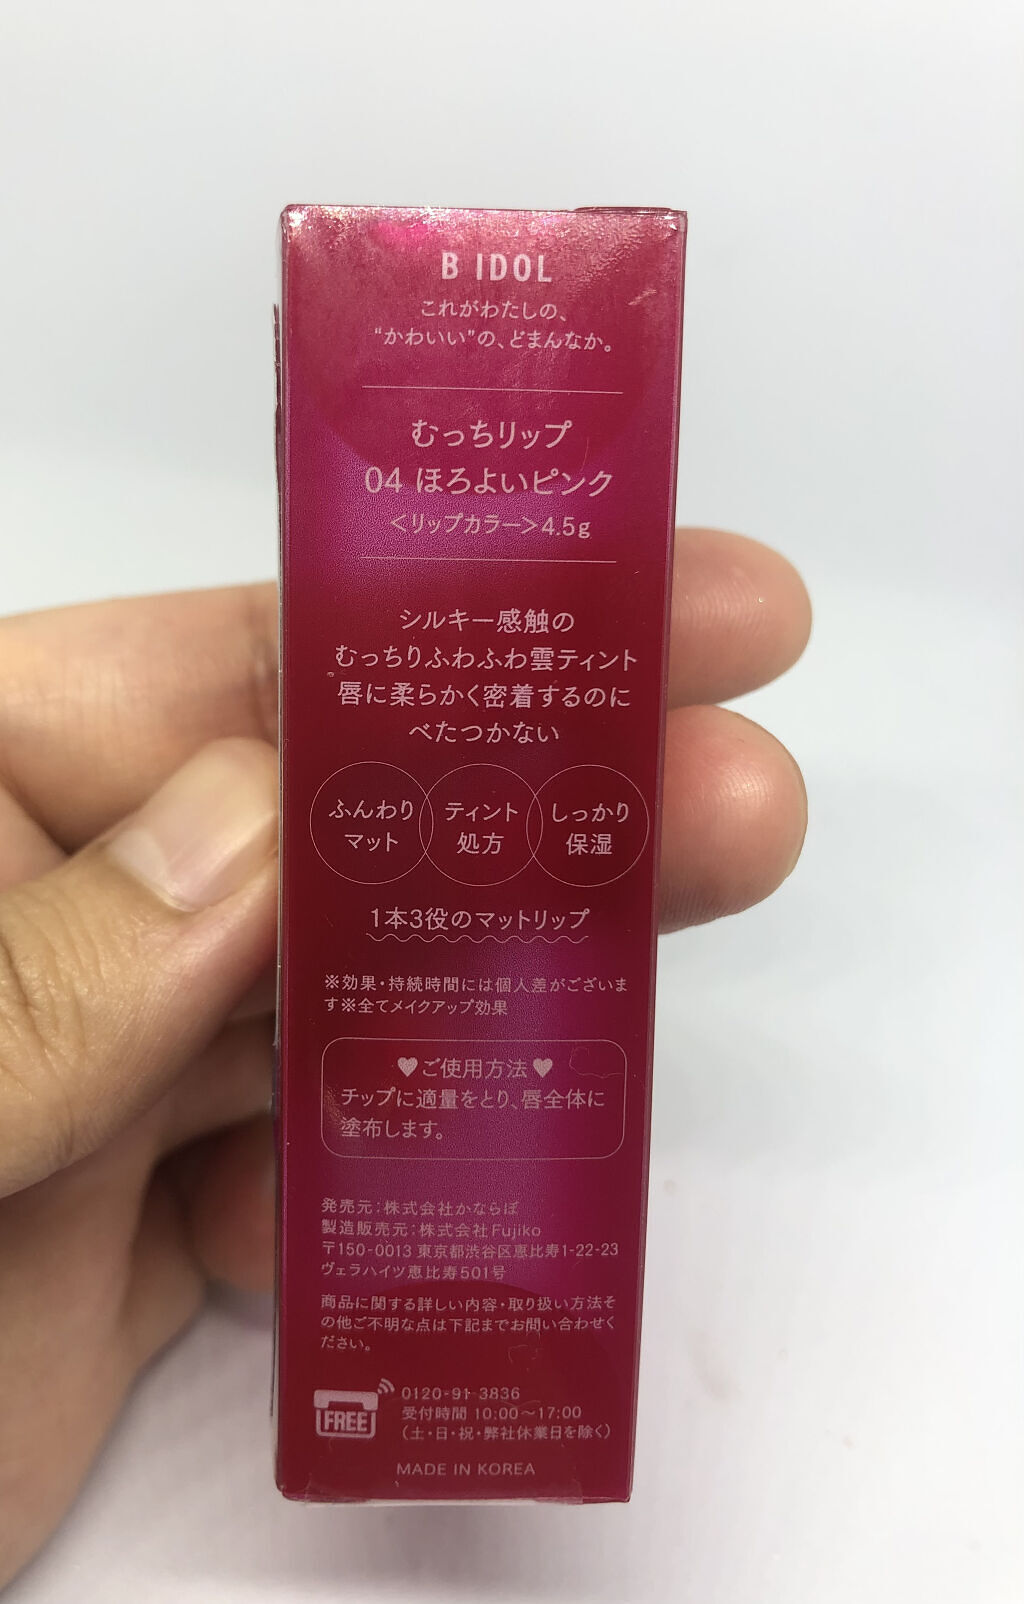 B IDOL
これがわたしの、
“かわいい”の、どまんなか。
むっちリップ
04 ほろよいピンク
＜リップカラー＞4.5g
シルキー感触の
むっちりふわふわ雲ティント
唇に柔らかく密着するのに
べたつかない
ふんわり
マット
ティント
処方
しっかり
保湿
1本3役のマットリップ
※効果・持続時間には個人差がございま
す※全てメイクアップ効果
♥ご使用方法♥
チップに適量をとり、唇全体に
塗布します。
発売元：株式会社かならぼ
製造販売元：株式会社Fujiko
〒150-0013 東京都渋谷区恵比寿1-22-23
ヴェラハイツ恵比寿501号
商品に関する詳しい内容・取り扱い方法そ
の他ご不明な点は下記までお問い合わせく
ださい。
FREE
0120-91-3836
受付時間 10:00～17:00
（土・日・祝・弊社休業日を除く）
MADE IN KOREA